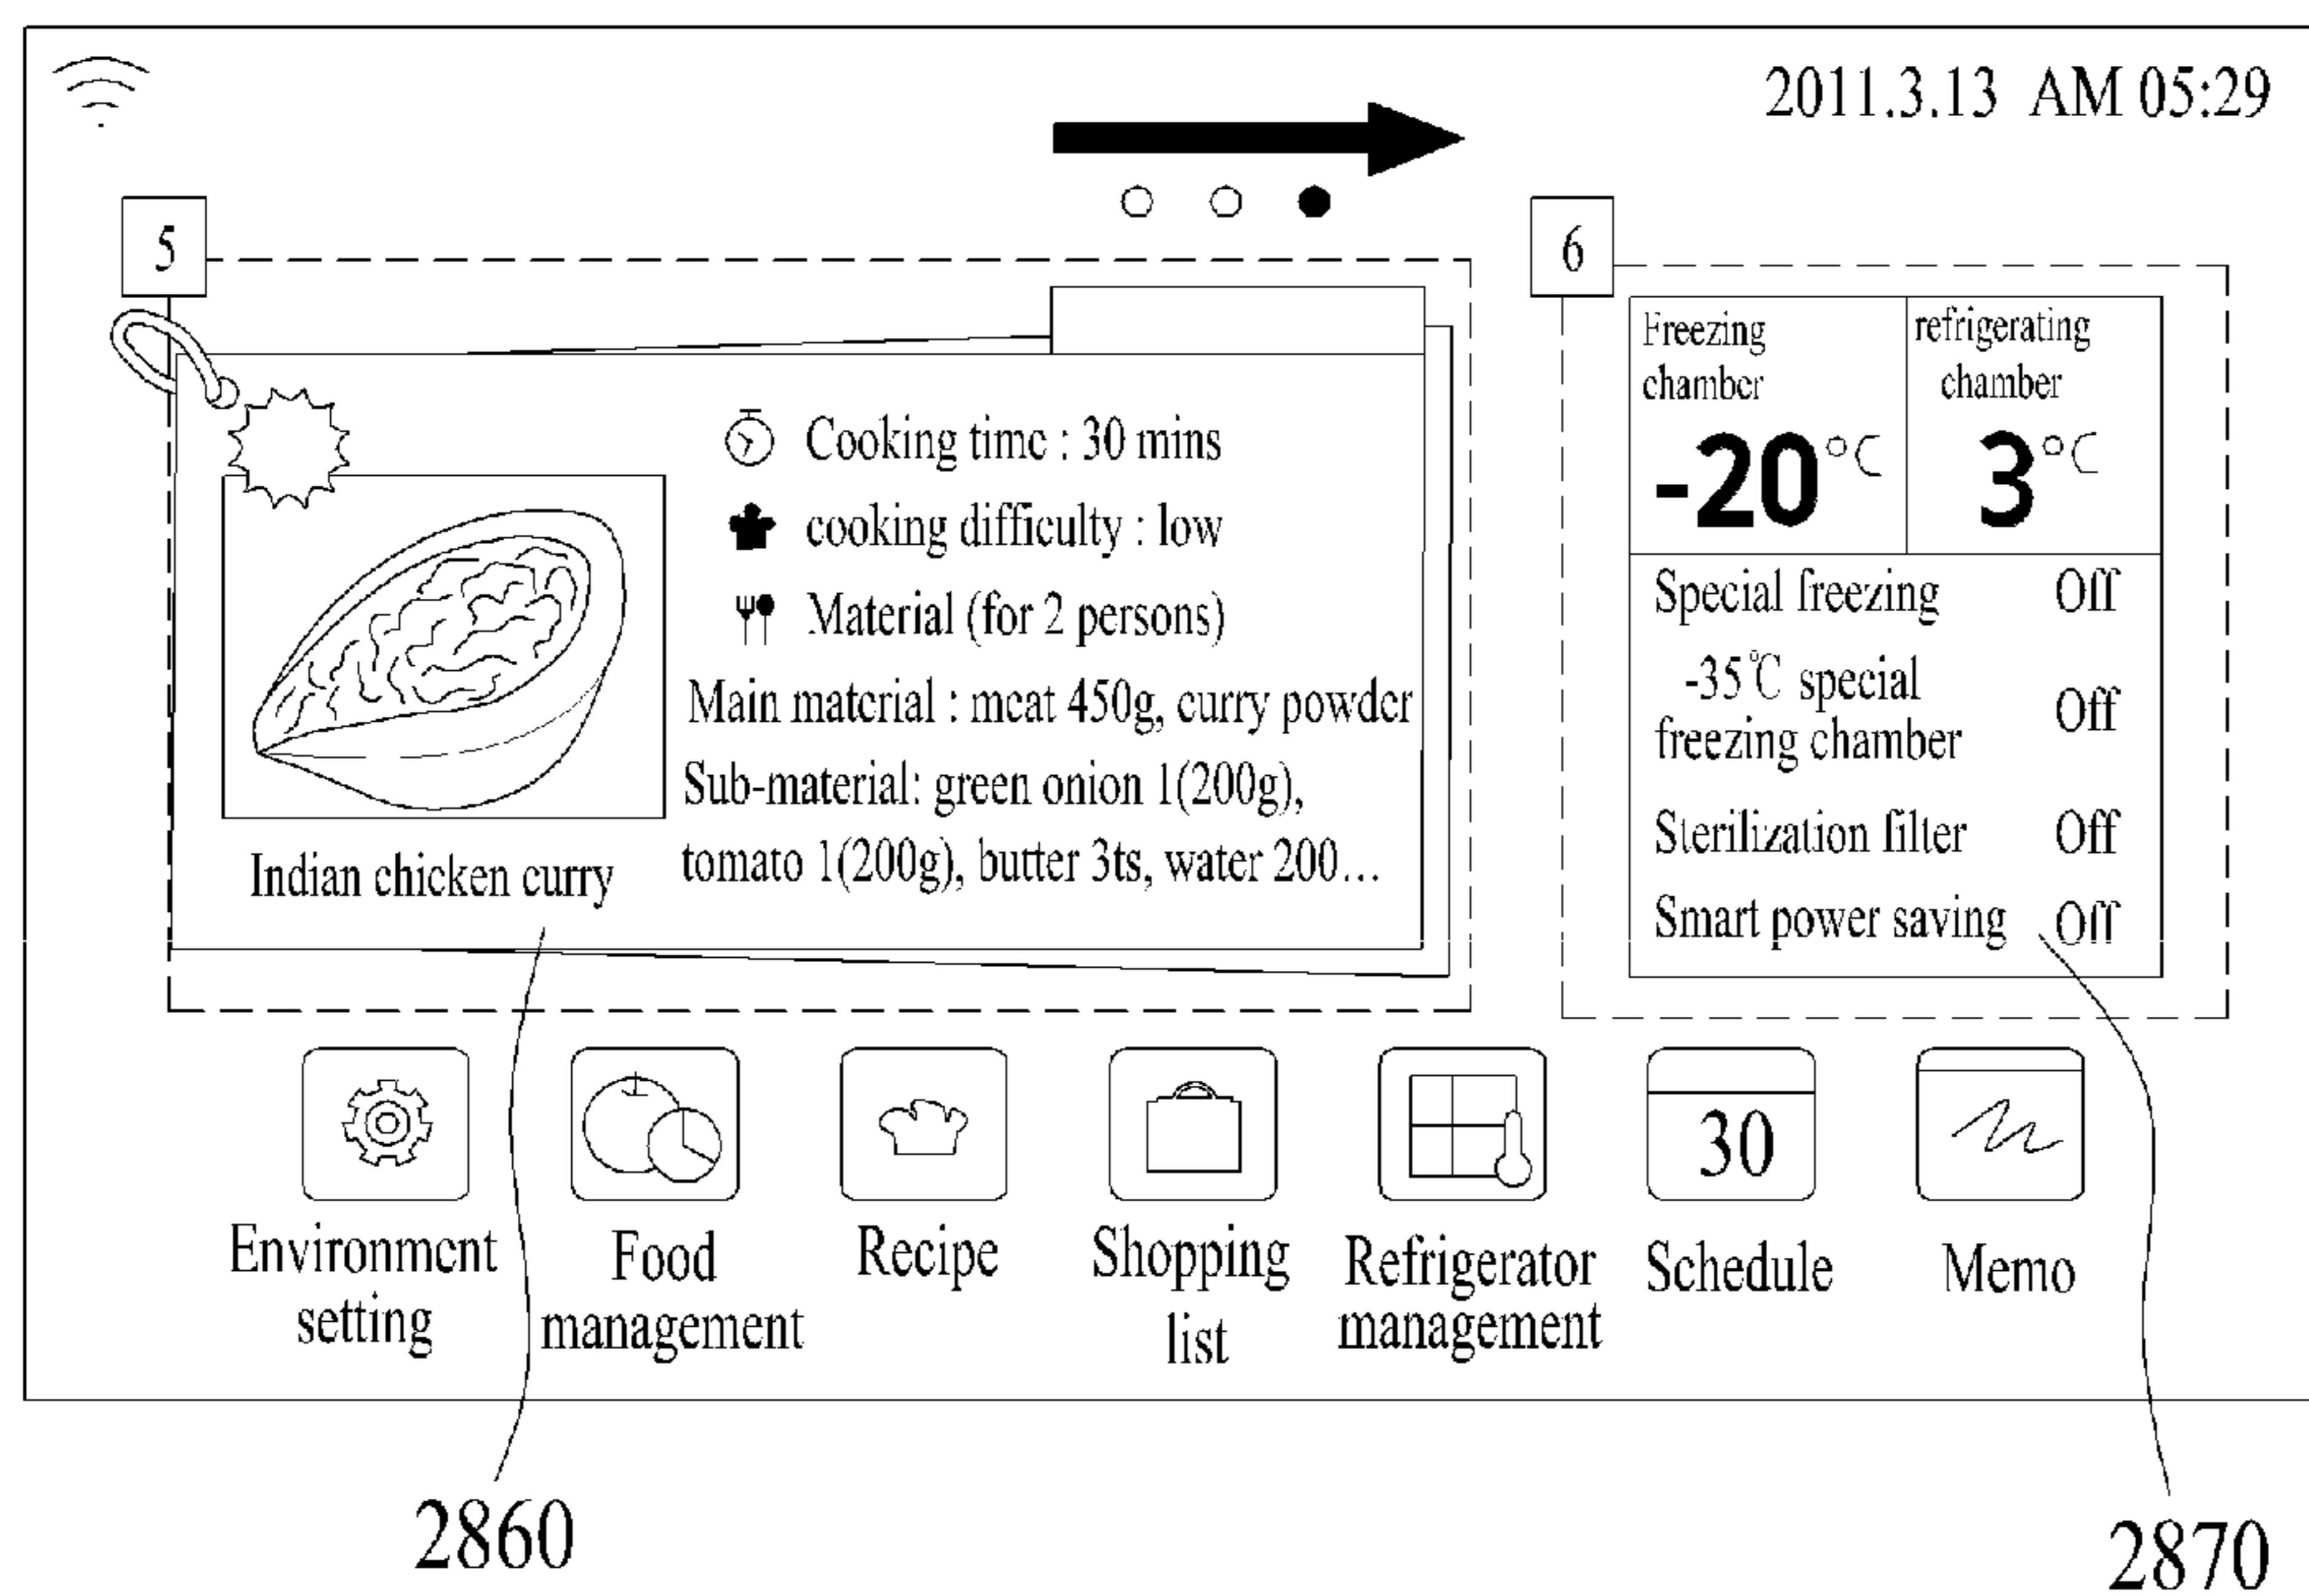 2011.3.13 AM 05:29
5
Cooking time : 30 mins
cooking difficulty : low
Material (for 2 persons)
Main material : meat 450g, curry powder
Sub-material: green onion 1(200g),
tomato 1(200g), butter 3ts, water 200...
Indian chicken curry
6
Freezing
chamber
-20°C
refrigerating
chamber
3°C
Special freezing Off
-35°C special
freezing chamber Off
Sterilization filter Off
Smart power saving Off
30
Environment
setting
Food
management
Recipe
Shopping
list
Refrigerator
management
Schedule
Memo
2860
2870